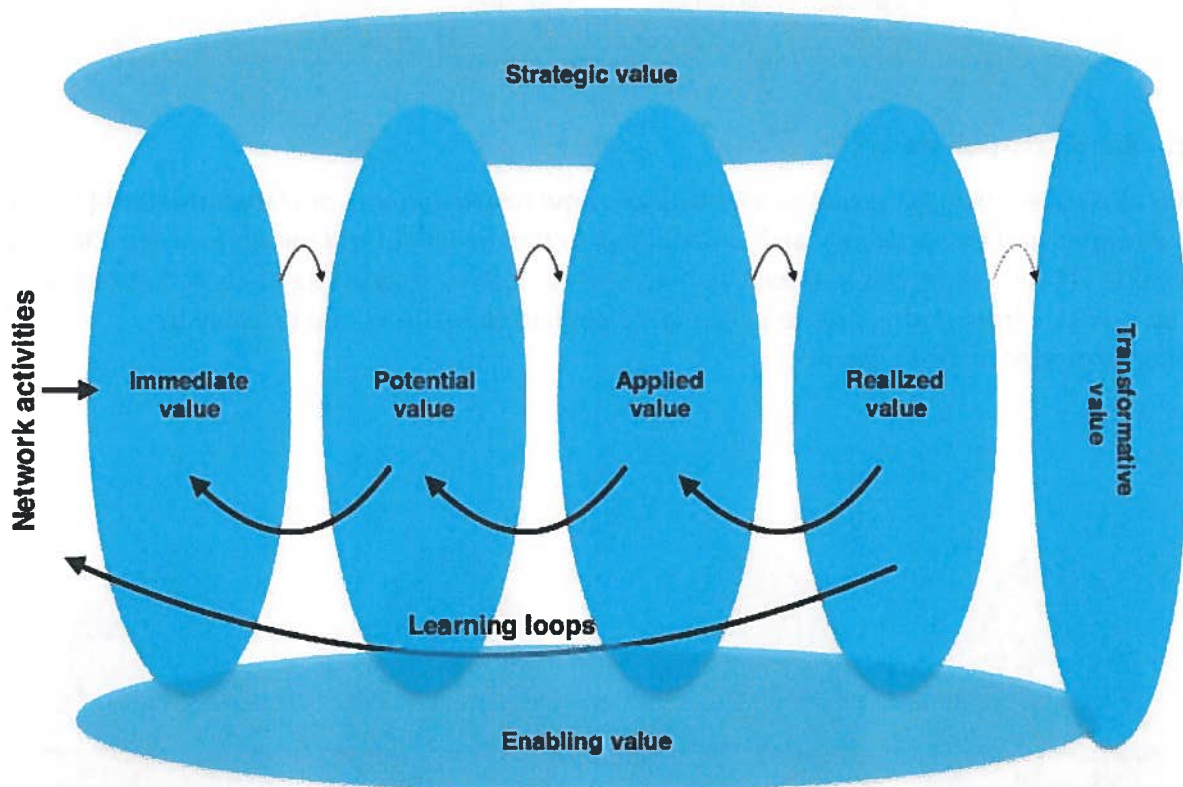 Strategic value
Network activities
Immediate
value
Potential
value
Applied
value
Realized
value
Transformative
value
Learning loops
Enabling value